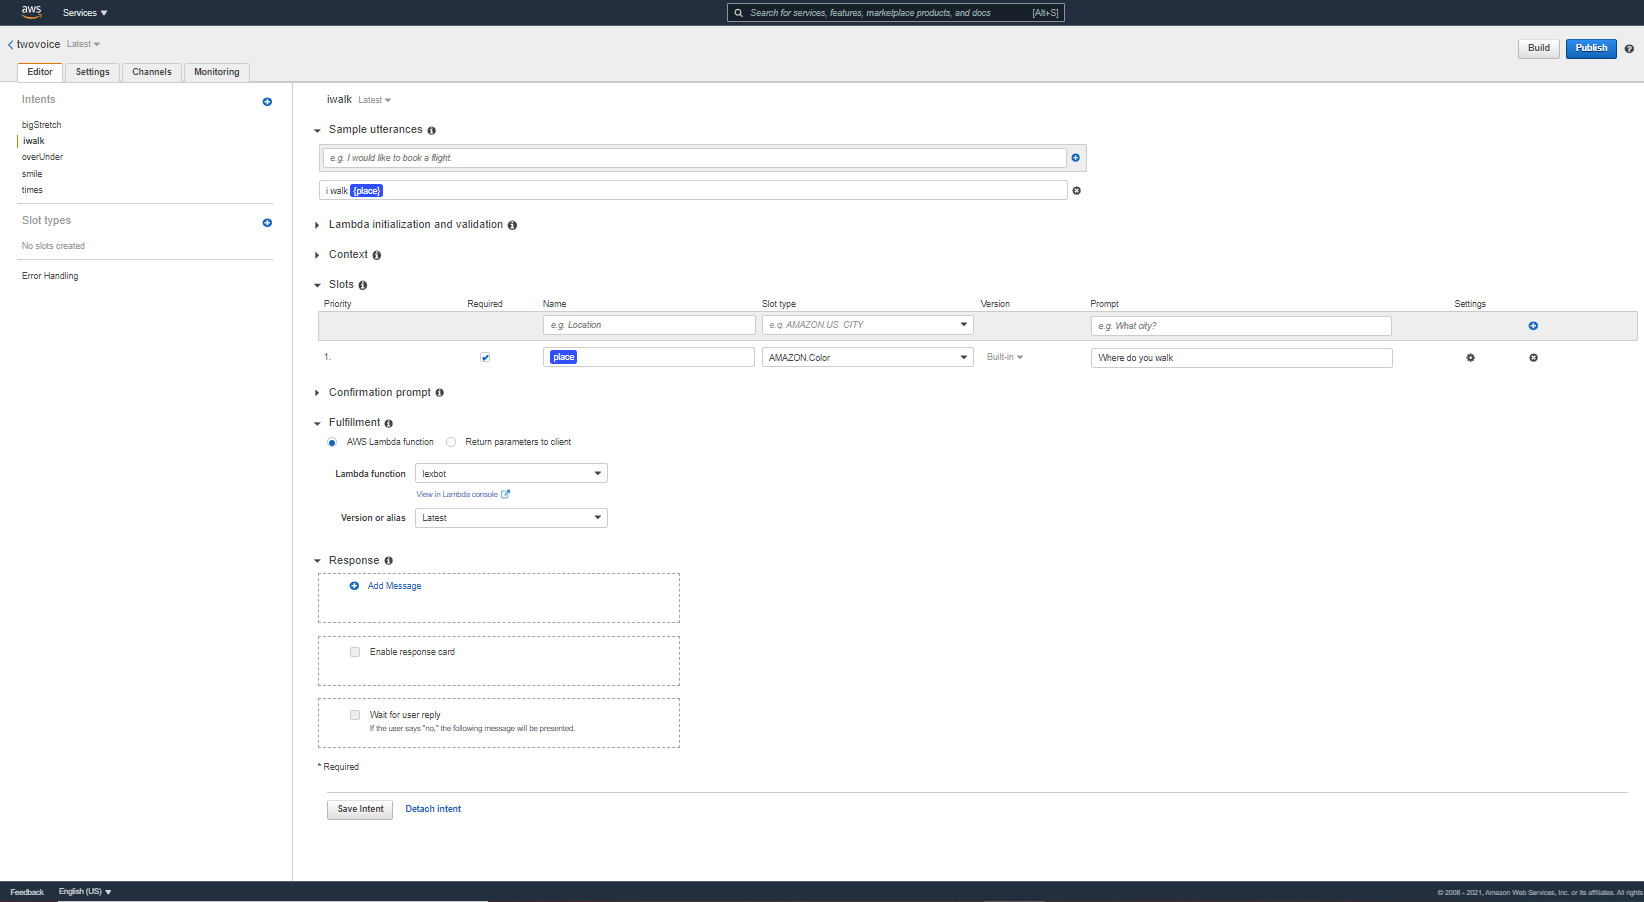 aws Services Search for services, features, marketplace products, and docs [Alt+S]
twovoice Latest
Build Publish
Editor Settings Channels Monitoring
Intents
bigStretch
iwalk
overUnder
smile
times
Slot types
No slots created
Error Handling
iwalk Latest
Sample utterances
e.g. I would like to book a flight.
i walk {place}
Lambda initialization and validation
Context
Slots
Priority Required Name Slot type Version Prompt Settings
e.g. Location e.g. AMAZON.US_CITY e.g. What city?
1. place AMAZON.Color Built-in Where do you walk
Confirmation prompt
Fulfillment
AWS Lambda function Return parameters to client
Lambda function lexbot
View in Lambda console
Version or alias Latest
Response
Add Message
Enable response card
Wait for user reply
If the user says "no," the following message will be presented.
* Required
Save Intent Detach intent
Feedback English (US) © 2008 - 2021, Amazon Web Services, Inc. or its affiliates. All rights